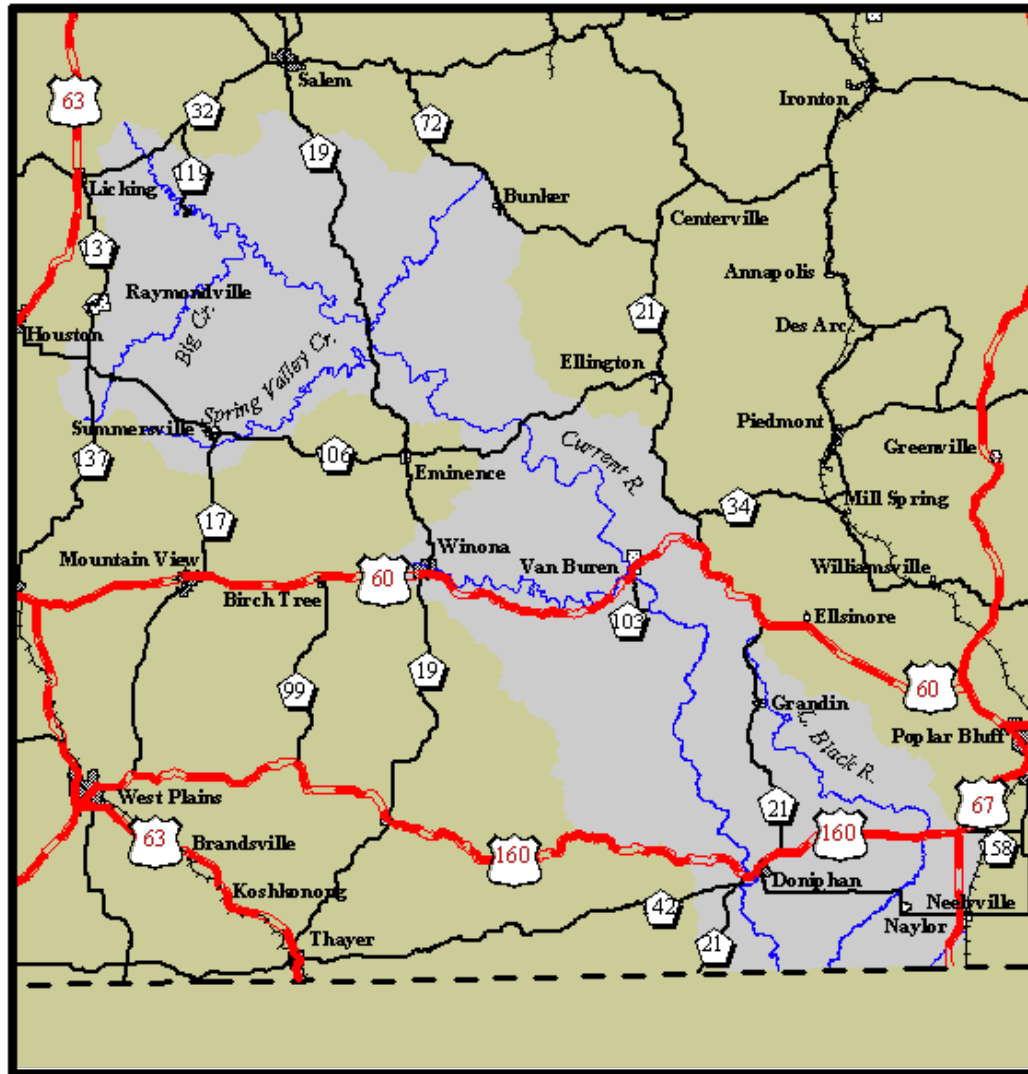 Salem
63
Ironton
32
72
19
119
Licking
Bunker
Centerville
137
Annapolis
Raymondville
Houston
21
Des Arc
Big Cr.
Spring Valley Cr.
Ellington
Summersville
Piedmont
137
106
Eminence
Current R.
Greenville
34
Mill Spring
17
Mountain View
Winona
Van Buren
Williamsville
60
Birch Tree
103
Ellsinore
99
19
60
Grandin
L. Black R.
Poplar Bluff
West Plains
67
21
160
63
Brandsville
160
158
Doniphan
Koshkonong
42
Neelyville
Naylor
Thayer
21